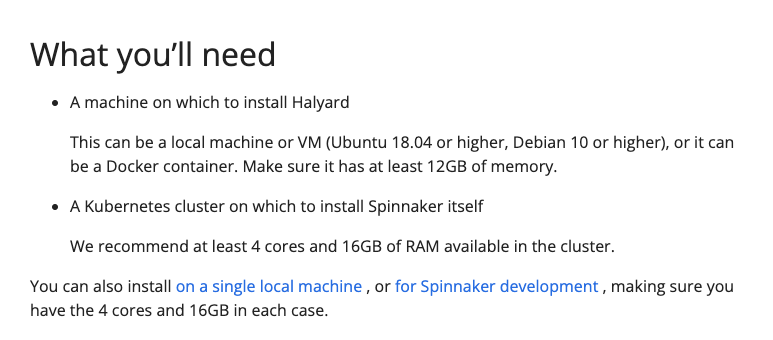 What you’ll need
• A machine on which to install Halyard
This can be a local machine or VM (Ubuntu 18.04 or higher, Debian 10 or higher), or it can
be a Docker container. Make sure it has at least 12GB of memory.
• A Kubernetes cluster on which to install Spinnaker itself
We recommend at least 4 cores and 16GB of RAM available in the cluster.
You can also install on a single local machine , or for Spinnaker development , making sure you
have the 4 cores and 16GB in each case.